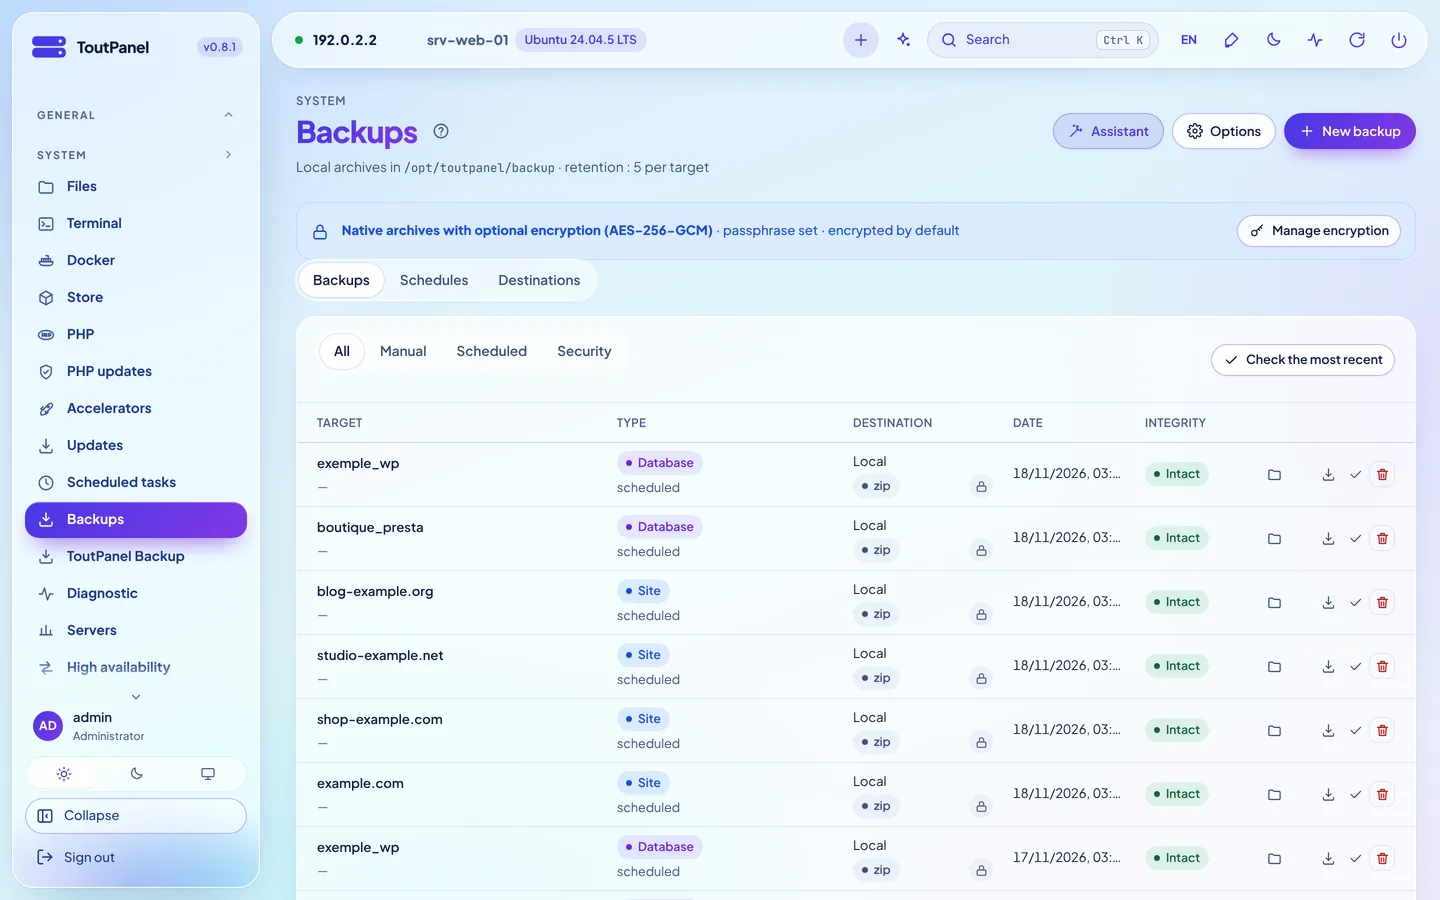 ToutPanel v0.8.1
GENERAL
SYSTEM
Files
Terminal
Docker
Store
PHP
PHP updates
Accelerators
Updates
Scheduled tasks
Backups
ToutPanel Backup
Diagnostic
Servers
High availability
AD admin
Administrator
Collapse
Sign out
192.0.2.2 srv-web-01 Ubuntu 24.04.5 LTS Search Ctrl K EN
SYSTEM
Backups
Assistant Options New backup
Local archives in /opt/toutpanel/backup · retention : 5 per target
Native archives with optional encryption (AES-256-GCM) · passphrase set · encrypted by default Manage encryption
Backups Schedules Destinations
All Manual Scheduled Security Check the most recent
TARGET TYPE DESTINATION DATE INTEGRITY
exemple_wp Database Local 18/11/2026, 03:... Intact
— scheduled zip
boutique_presta Database Local 18/11/2026, 03:... Intact
— scheduled zip
blog-example.org Site Local 18/11/2026, 03:... Intact
— scheduled zip
studio-example.net Site Local 18/11/2026, 03:... Intact
— scheduled zip
shop-example.com Site Local 18/11/2026, 03:... Intact
— scheduled zip
example.com Site Local 18/11/2026, 03:... Intact
— scheduled zip
exemple_wp Database Local 17/11/2026, 03:... Intact
— scheduled zip